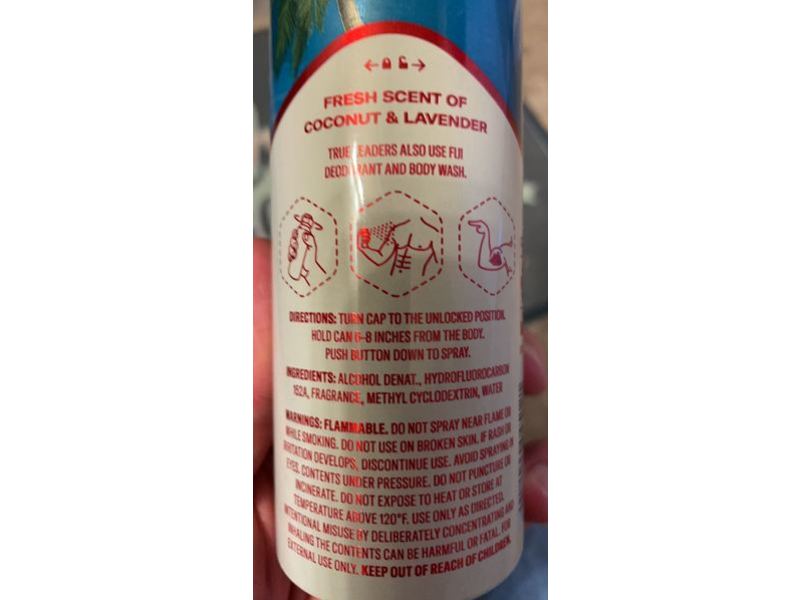 FRESH SCENT OF
COCONUT & LAVENDER
TRUE LEADERS ALSO USE FIJI
DEODORANT AND BODY WASH.
DIRECTIONS: TURN CAP TO THE UNLOCKED POSITION.
HOLD CAN 6-8 INCHES FROM THE BODY.
PUSH BUTTON DOWN TO SPRAY.
INGREDIENTS: ALCOHOL DENAT., HYDROFLUOROCARBON
152A, FRAGRANCE, METHYL CYCLODEXTRIN, WATER
WARNINGS: FLAMMABLE. DO NOT SPRAY NEAR FLAME OR
WHILE SMOKING. DO NOT USE ON BROKEN SKIN. IF RASH OR
IRRITATION DEVELOPS, DISCONTINUE USE. AVOID SPRAYING IN
EYES. CONTENTS UNDER PRESSURE. DO NOT PUNCTURE OR
INCINERATE. DO NOT EXPOSE TO HEAT OR STORE AT
TEMPERATURE ABOVE 120°F. USE ONLY AS DIRECTED.
INTENTIONAL MISUSE BY DELIBERATELY CONCENTRATING AND
INHALING THE CONTENTS CAN BE HARMFUL OR FATAL. FOR
EXTERNAL USE ONLY. KEEP OUT OF REACH OF CHILDREN.